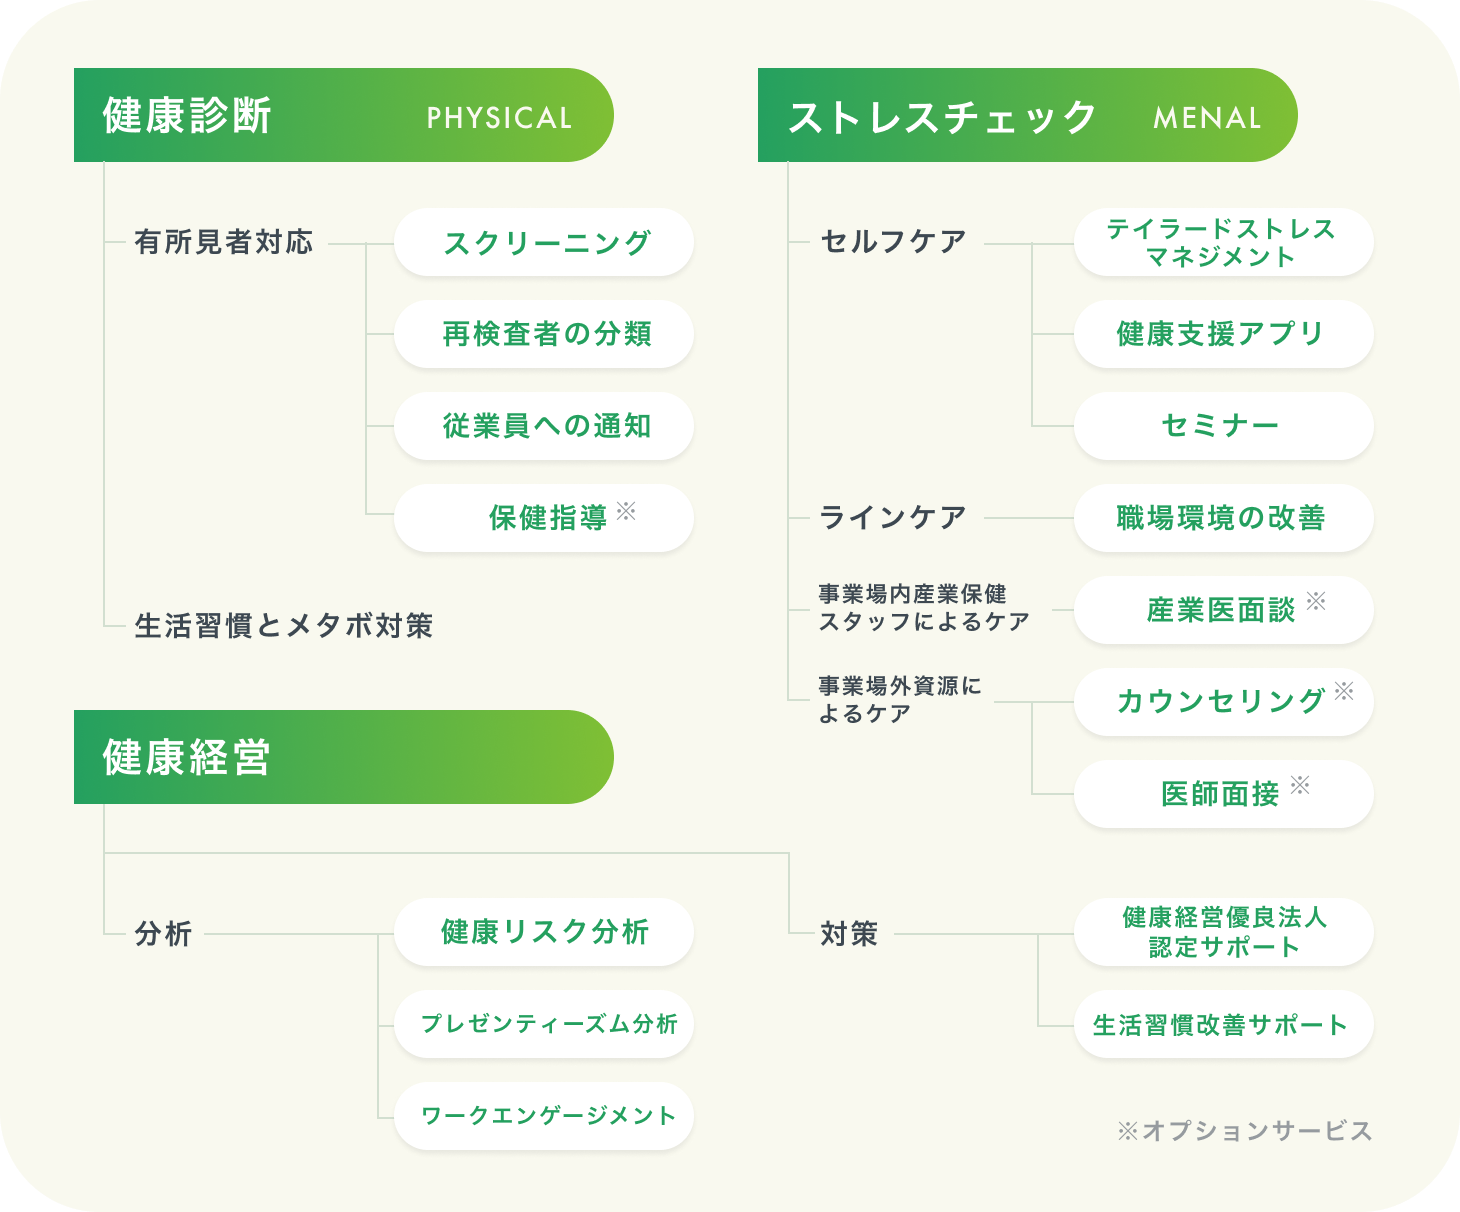 健康診断 PHYSICAL
有所見者対応
スクリーニング
再検査者の分類
従業員への通知
保健指導※
生活習慣とメタボ対策
ストレスチェック MENAL
セルフケア
テイラードストレス
マネジメント
健康支援アプリ
セミナー
ラインケア
職場環境の改善
事業場内産業保健
スタッフによるケア
産業医面談※
事業場外資源に
よるケア
カウンセリング※
医師面接※
健康経営
分析
健康リスク分析
プレゼンティーズム分析
ワークエンゲージメント
対策
健康経営優良法人
認定サポート
生活習慣改善サポート
※オプションサービス